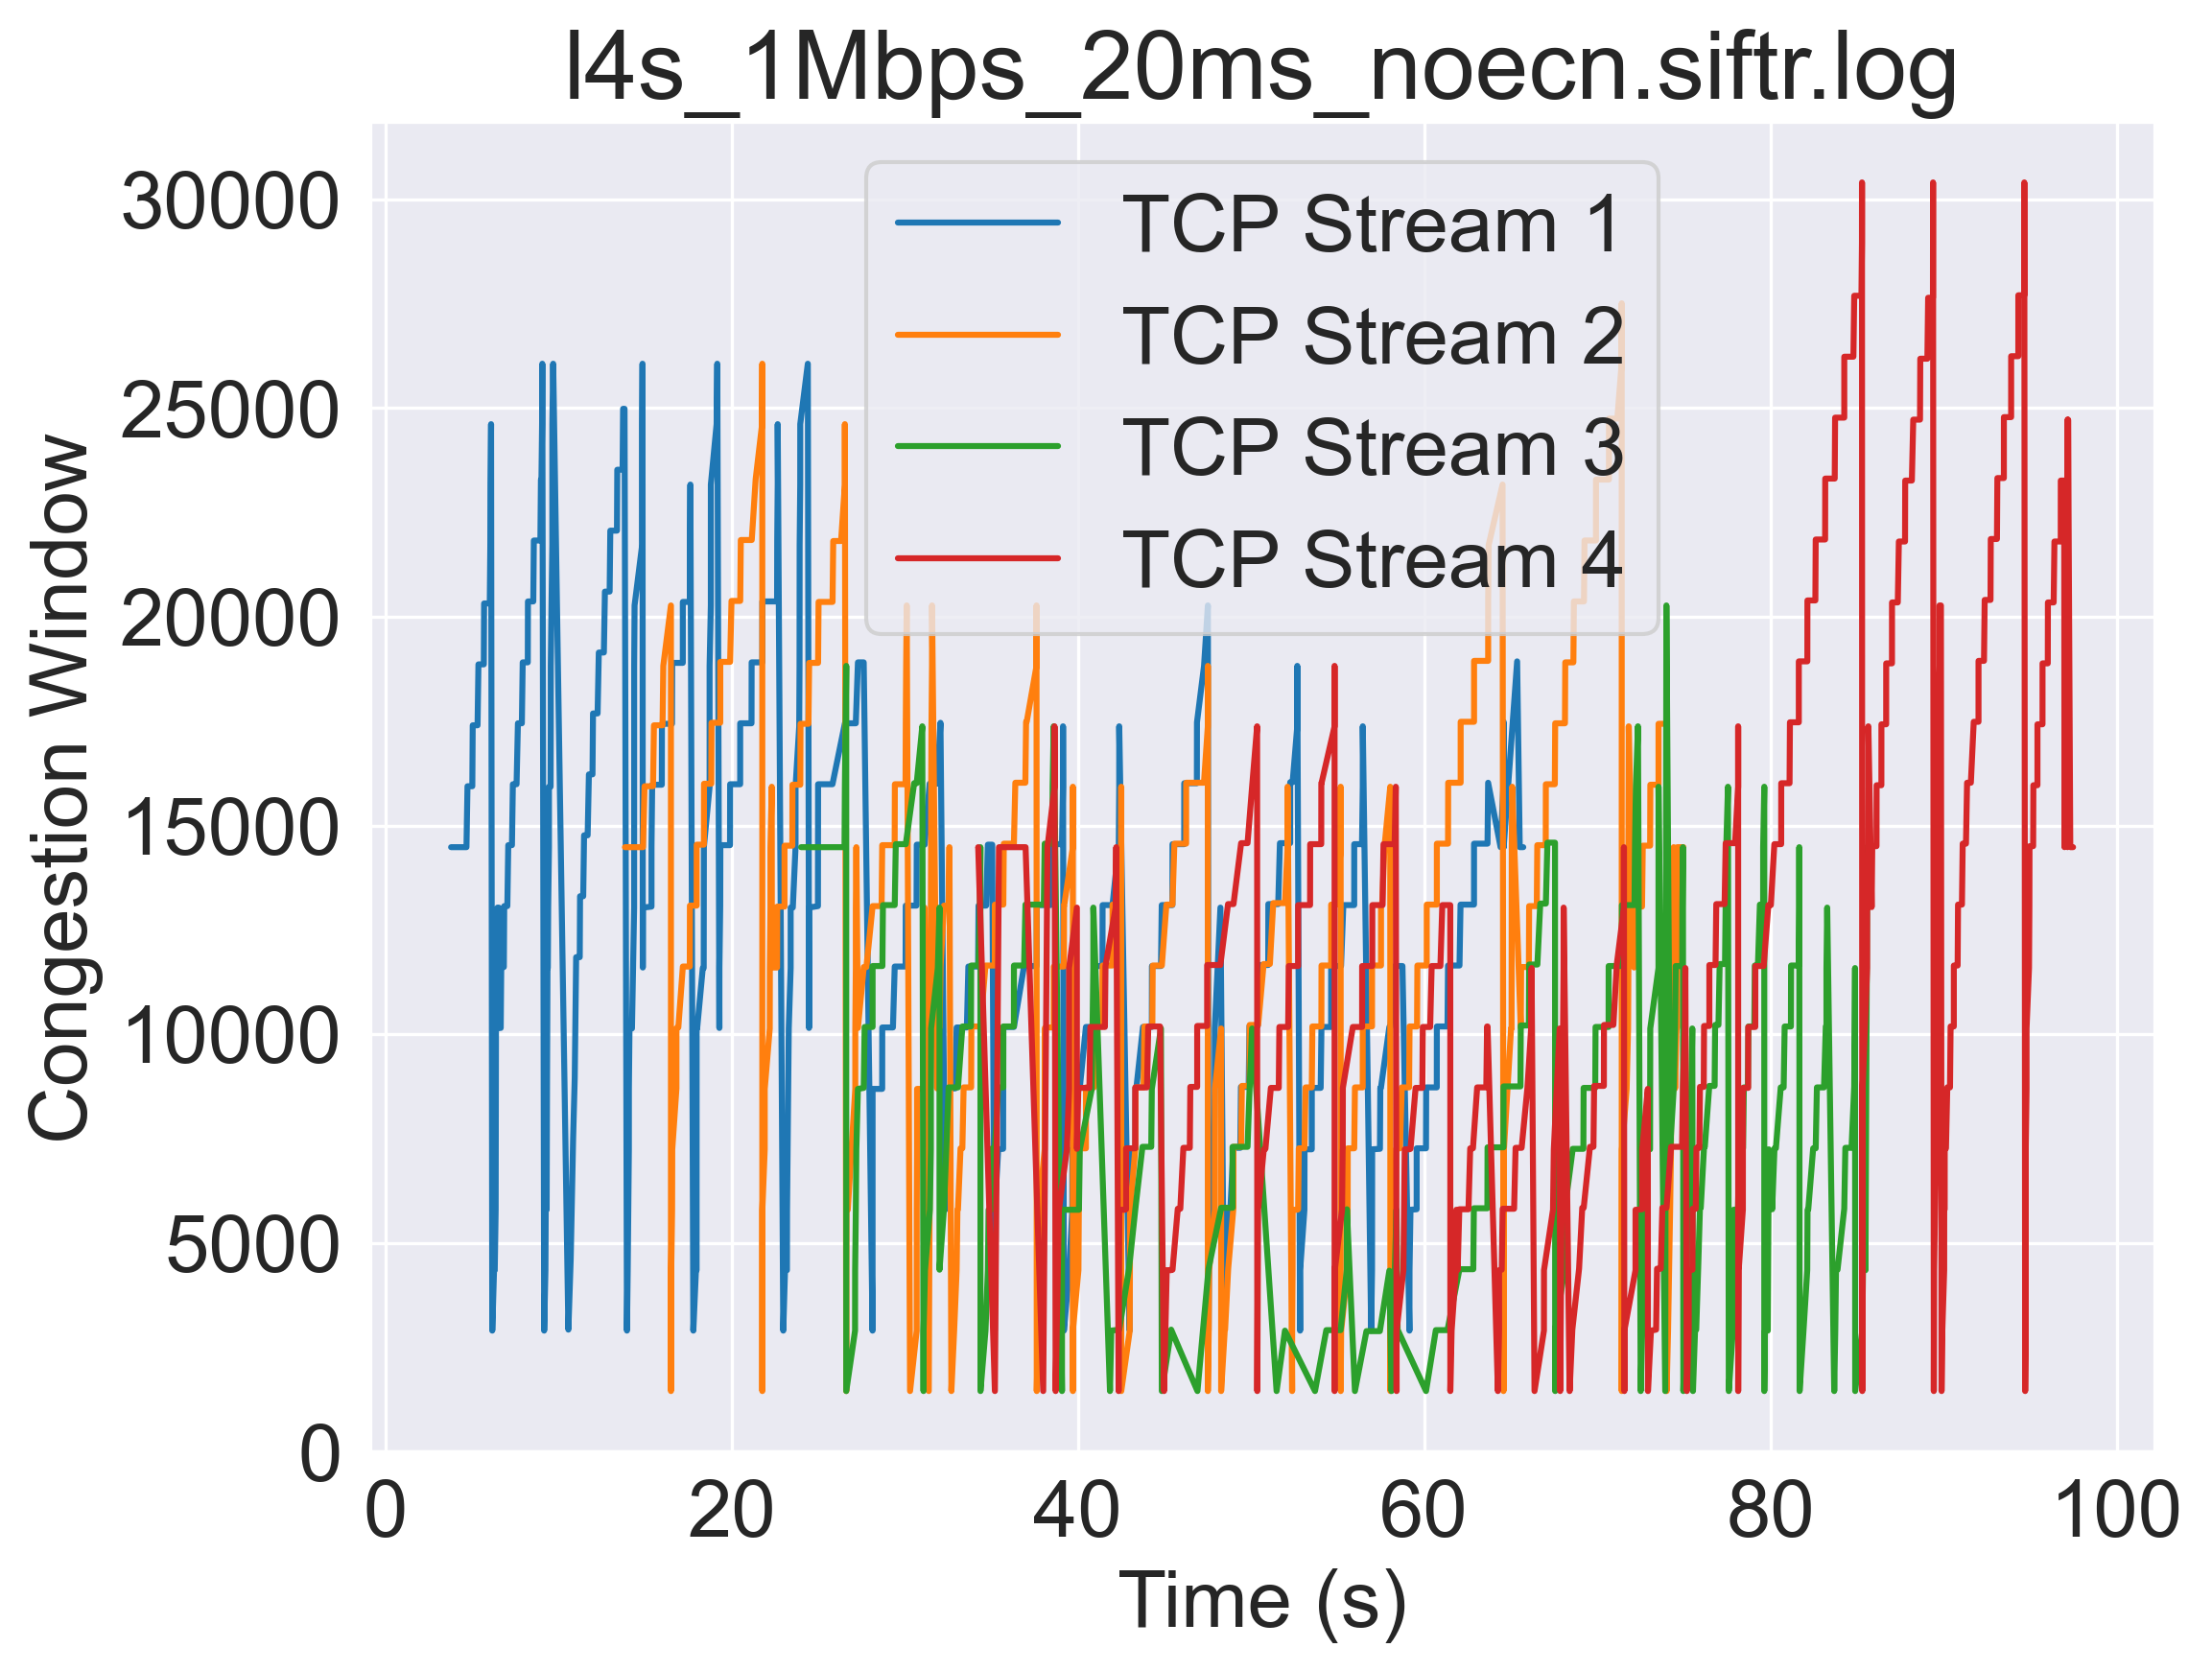 l4s_1Mbps_20ms_noecn.siftr.log
TCP Stream 1
TCP Stream 2
TCP Stream 3
TCP Stream 4
Congestion Window
30000
25000
20000
15000
10000
5000
0
0 20 40 60 80 100
Time (s)